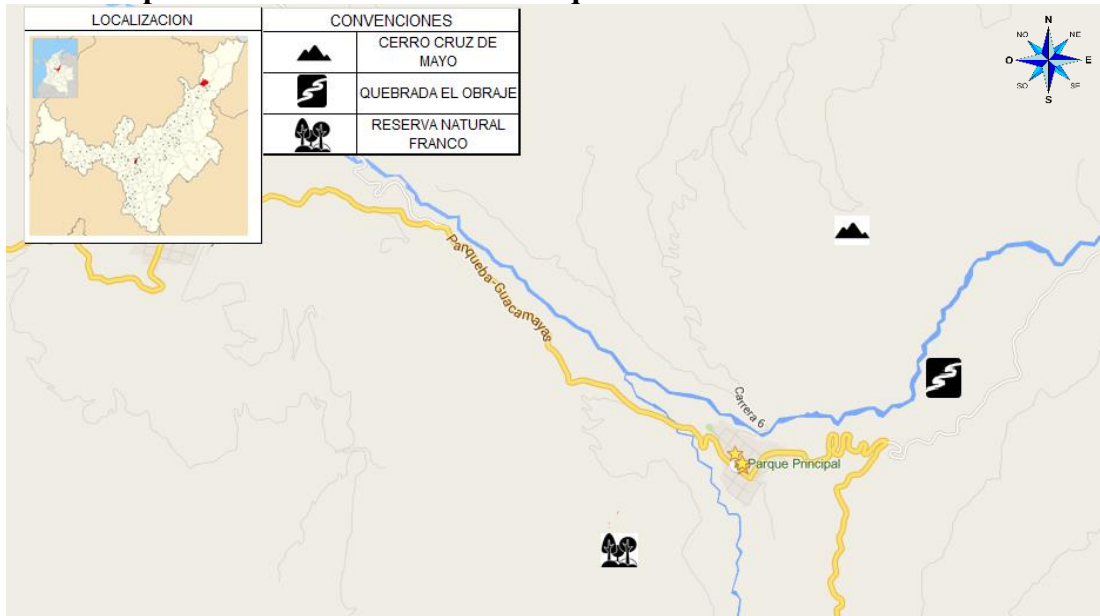 LOCALIZACION
CONVENCIONES
CERRO CRUZ DE
MAYO
QUEBRADA EL OBRAJE
RESERVA NATURAL
FRANCO
N
NO
NE
O
E
SO
SE
S
Panqueba-Guacamayas
Carrera 6
Parque Principal